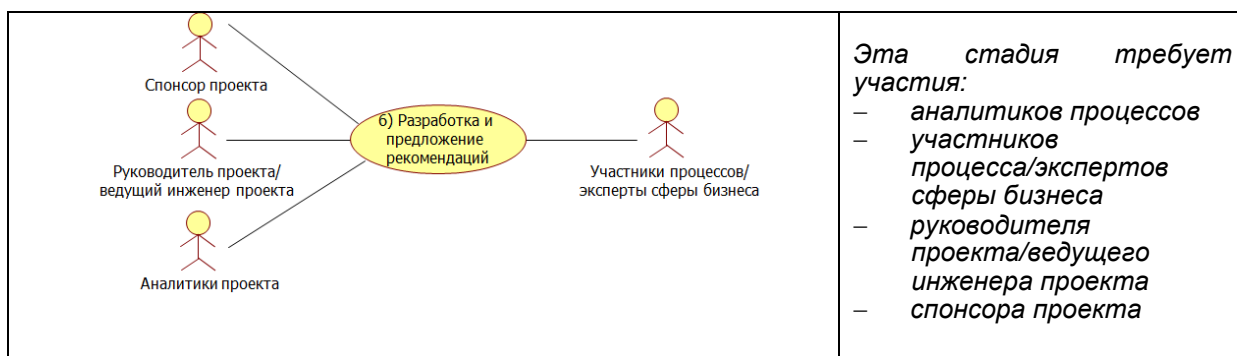 Спонсор проекта
Руководитель проекта/
ведущий инженер проекта
Аналитики проекта
б) Разработка и
предложение
рекомендаций
Участники процессов/
эксперты сферы бизнеса
Эта стадия требует
участия:
– аналитиков процессов
– участников
процесса/экспертов
сферы бизнеса
– руководителя
проекта/ведущего
инженера проекта
– спонсора проекта